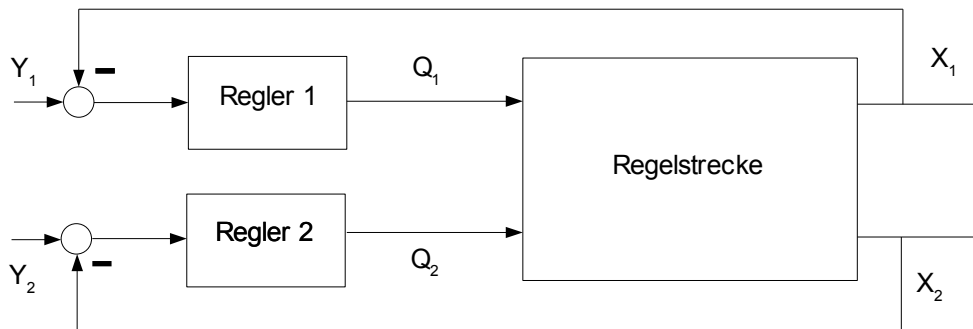 Y₁
−
Regler 1
Q₁
X₁
Regelstrecke
Regler 2
Y₂
−
Q₂
X₂